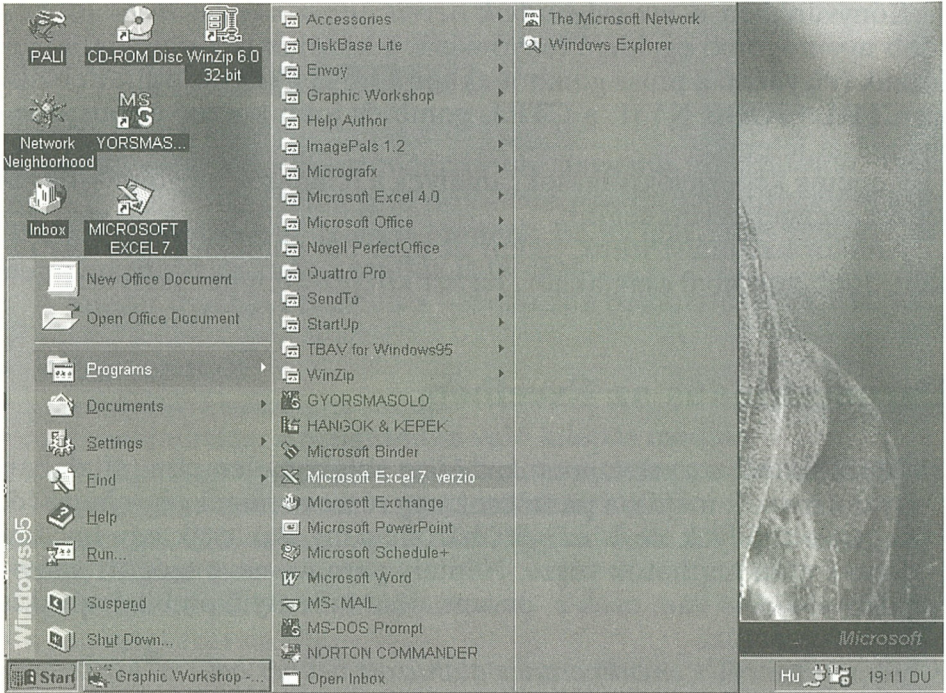 PALI
CD-ROM Disc
WinZip 6.0
32-bit
MS
G
Network
Neighborhood
YORSMAS...
Inbox
MICROSOFT
EXCEL 7.
New Office Document
Open Office Document
Programs
Documents
Settings
Find
Help
Run...
Suspend
Shut Down...
Windows95
Accessories
DiskBase Lite
Envoy
Graphic Workshop
Help Author
ImagePals 1.2
Micrografx
Microsoft Excel 4.0
Microsoft Office
Novell PerfectOffice
Quattro Pro
SendTo
StartUp
TBAV for Windows95
WinZip
GYORSMASOLO
HANGOK & KEPEK
Microsoft Binder
Microsoft Excel 7. verzio
Microsoft Exchange
Microsoft PowerPoint
Microsoft Schedule+
Microsoft Word
MS- MAIL
MS-DOS Prompt
NORTON COMMANDER
Open Inbox
The Microsoft Network
Windows Explorer
Microsoft
Start
Graphic Workshop -...
Hu
19:11 DU